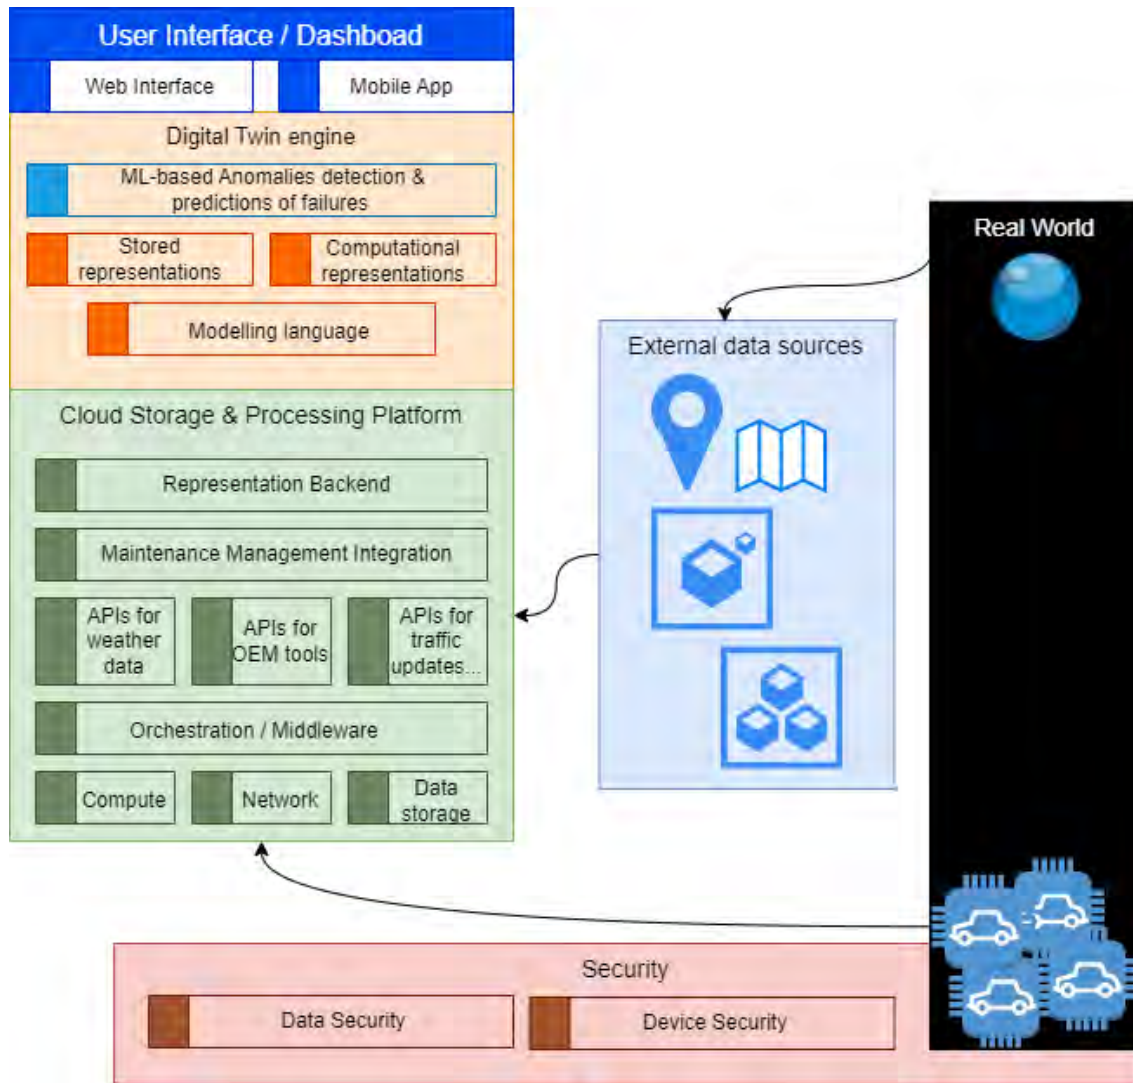 User Interface / Dashboad
Web Interface
Mobile App
Digital Twin engine
ML-based Anomalies detection &
predictions of failures
Stored
representations
Computational
representations
Modelling language
Cloud Storage & Processing Platform
Representation Backend
Maintenance Management Integration
APIs for
weather
data
APIs for
OEM tools
APIs for
traffic
updates...
Orchestration / Middleware
Compute
Network
Data
storage
External data sources
Real World
Security
Data Security
Device Security